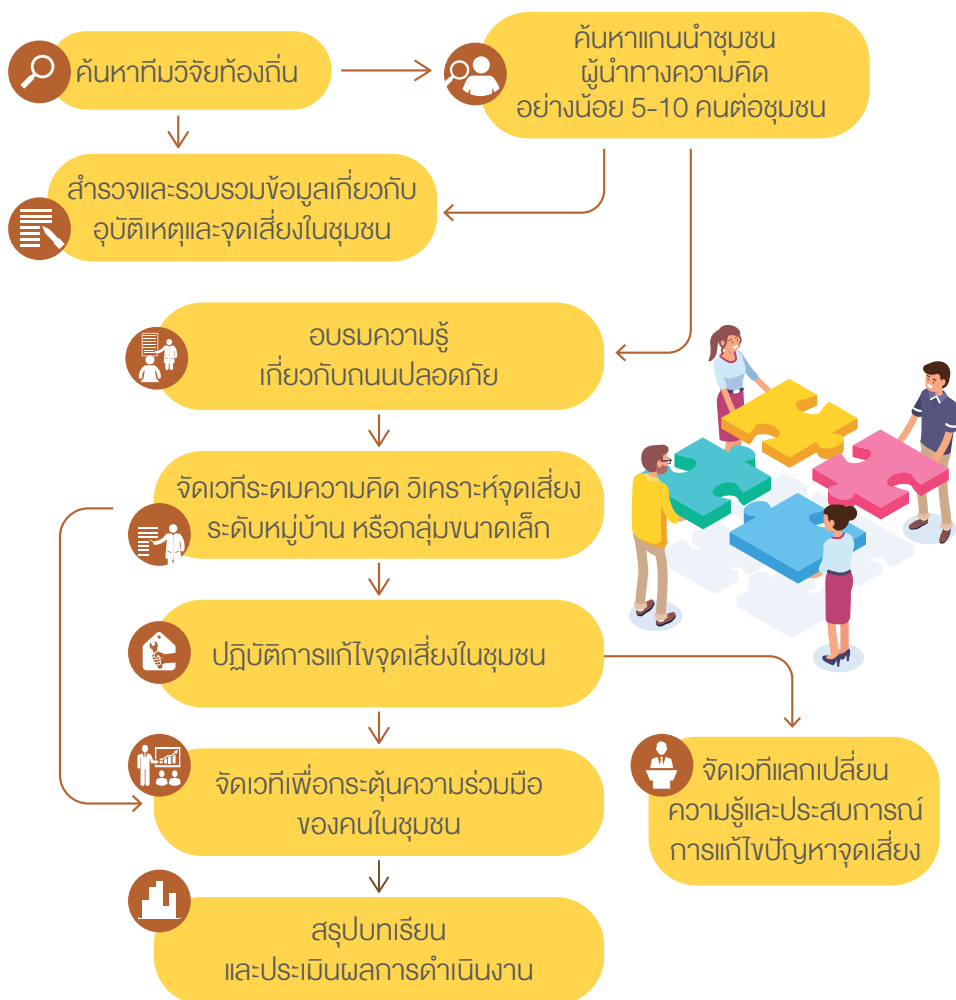 ค้นหาทีมวิจัยท้องถิ่น
ค้นหาแกนนำชุมชน
ผู้นำทางความคิด
อย่างน้อย 5-10 คนต่อชุมชน
สำรวจและรวบรวมข้อมูลเกี่ยวกับ
อุบัติเหตุและจุดเสี่ยงในชุมชน
อบรมความรู้
เกี่ยวกับถนนปลอดภัย
จัดเวทีระดมความคิด วิเคราะห์จุดเสี่ยง
ระดับหมู่บ้าน หรือกลุ่มขนาดเล็ก
ปฏิบัติการแก้ไขจุดเสี่ยงในชุมชน
จัดเวทีเพื่อกระตุ้นความร่วมมือ
ของคนในชุมชน
จัดเวทีแลกเปลี่ยน
ความรู้และประสบการณ์
การแก้ไขปัญหาจุดเสี่ยง
สรุปบทเรียน
และประเมินผลการดำเนินงาน